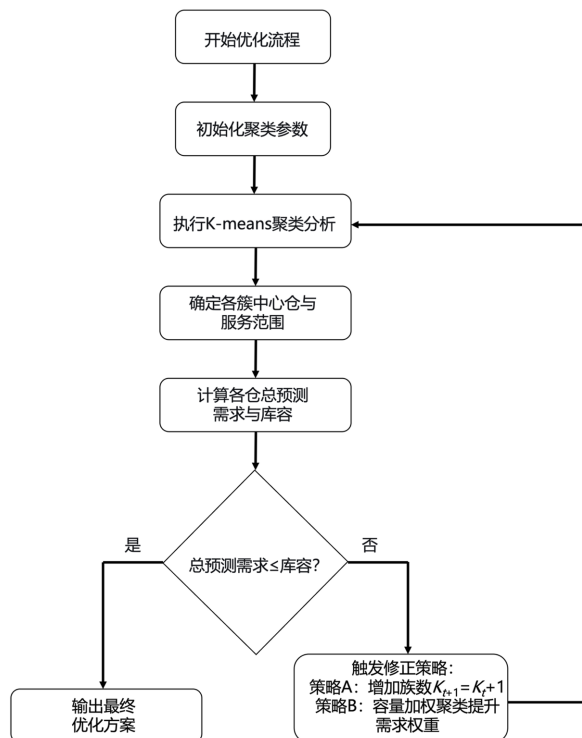 开始优化流程
初始化聚类参数
执行K-means聚类分析
确定各簇中心仓与
服务范围
计算各仓总预测
需求与库容
总预测需求≤库容？
是
否
输出最终
优化方案
触发修正策略：
策略A：增加族数Kₜ₊₁=Kₜ+1
策略B：容量加权聚类提升
需求权重